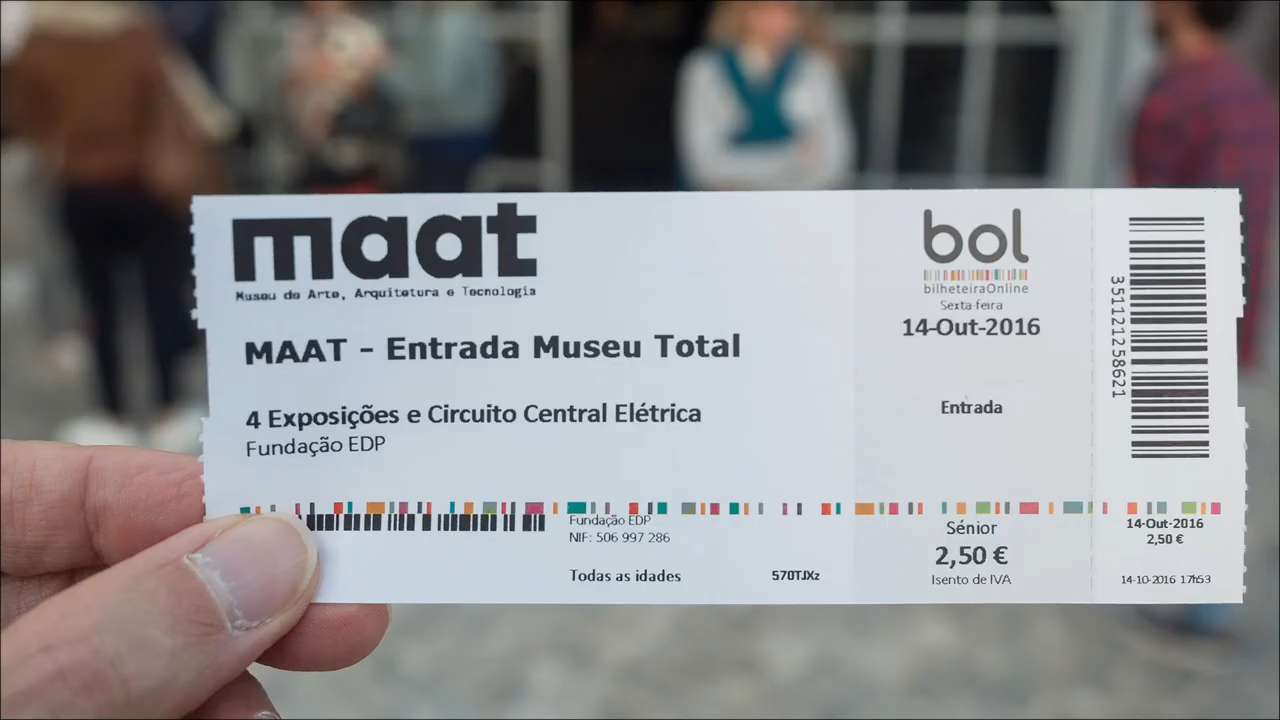 maat
Museu de Arte, Arquitetura e Tecnologia
MAAT - Entrada Museu Total
4 Exposições e Circuito Central Elétrica
Fundação EDP
Fundação EDP
NIF: 506 997 286
Todas as idades
570TJXz
bol
bilheteiraOnline
Sexta-feira
14-Out-2016
Entrada
Sénior
2,50 €
Isento de IVA
35112125862​1
14-Out-2016
2,50 €
14-10-2016 17h53